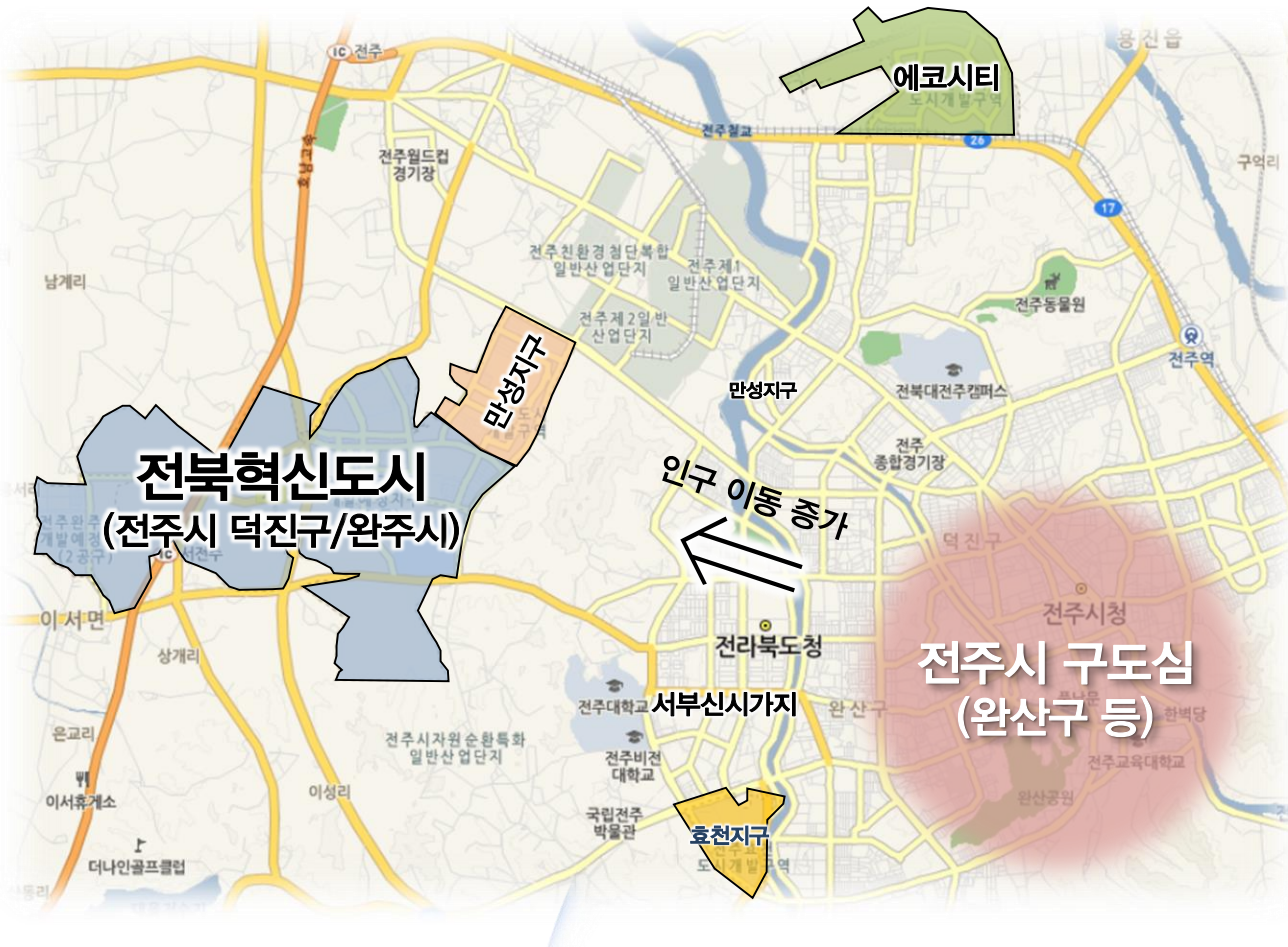 용진읍
IC 전주
에코시티
도시개발구역
전주철교
26
호남고속
전주월드컵
경기장
구억리
17
전주친환경첨단복합
일반산업단지
전주제1
일반산업단지
남계리
전주동물원
전주제2일반
산업단지
전주역
만성지구
만성지구
전북대전주캠퍼스
전주
종합경기장
전북혁신도시
(전주시 덕진구/완주시)
인구 이동 증가
덕진구
IC 서전주
이서면
전주시청
전라북도청
상개리
전주시 구도심
(완산구 등)
전주대학교
서부신시가지
완산구
풍남문
한벽당
은교리
전주시자원순환특화
일반산업단지
전주비전
대학교
전주교육대학교
이서휴게소
이성리
국립전주
박물관
완산공원
효천지구
도시개발구역
더나인골프클럽